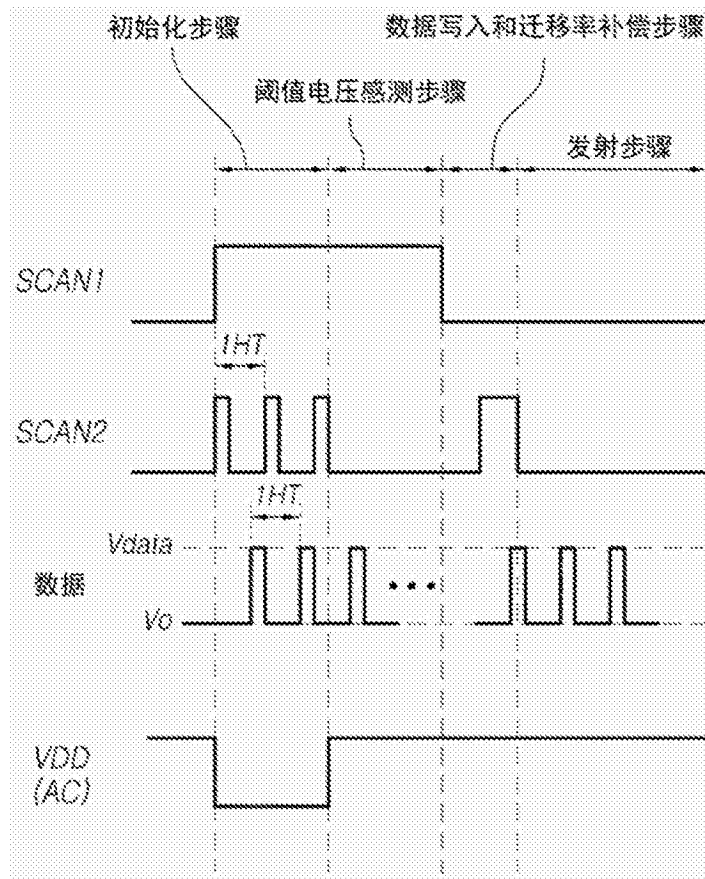 初始化步骤
数据写入和迁移率补偿步骤
阈值电压感测步骤
发射步骤
SCAN1
1HT
SCAN2
1HT
Vdata
数据
Vo
VDD
(AC)